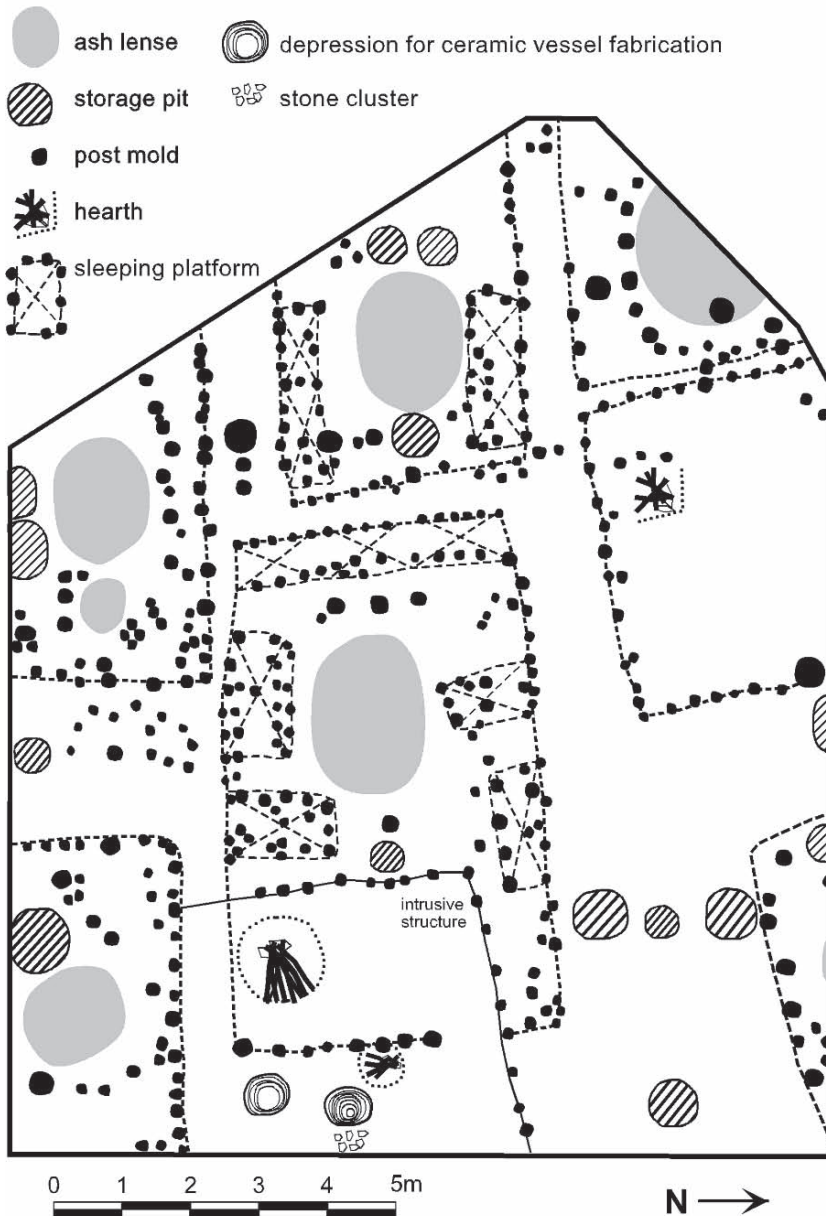 ash lense
depression for ceramic vessel fabrication
storage pit
stone cluster
post mold
hearth
sleeping platform
intrusive
structure
0 1 2 3 4 5m
N